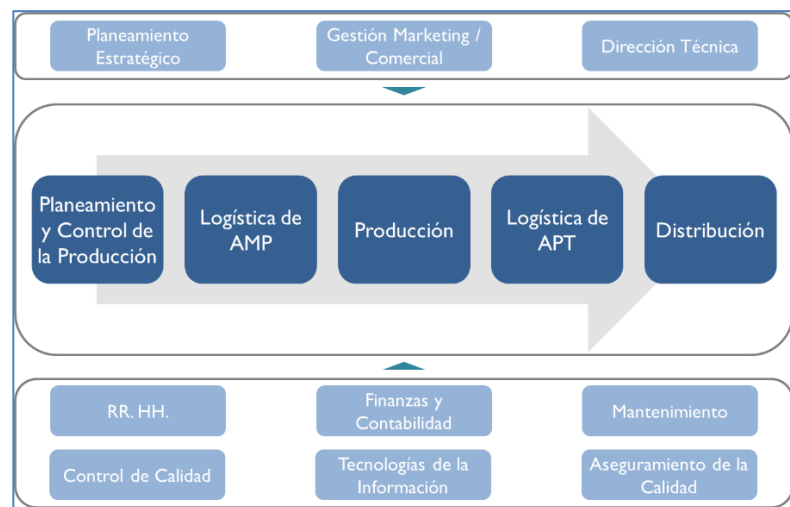 Planeamiento
Estratégico
Gestión Marketing /
Comercial
Dirección Técnica
Planeamiento
y Control de
la Producción
Logística de
AMP
Producción
Logística de
APT
Distribución
RR. HH.
Finanzas y
Contabilidad
Mantenimiento
Control de Calidad
Tecnologías de la
Información
Aseguramiento de la
Calidad